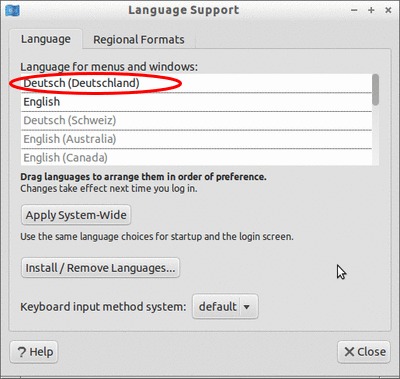 Language Support
Language
Regional Formats
Language for menus and windows:
Deutsch (Deutschland)
English
Deutsch (Schweiz)
English (Australia)
English (Canada)
Drag languages to arrange them in order of preference.
Changes take effect next time you log in.
Apply System-Wide
Use the same language choices for startup and the login screen.
Install / Remove Languages...
Keyboard input method system: default
Help
Close